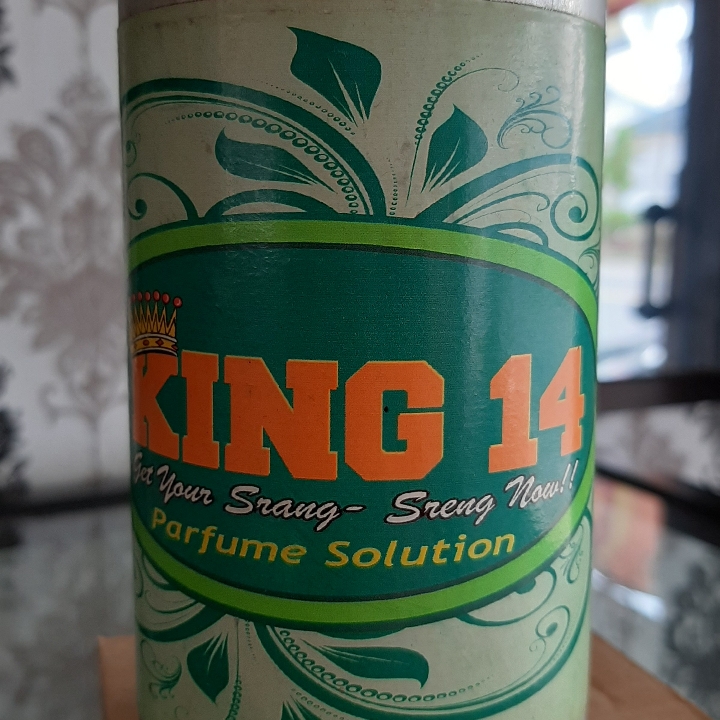 KING 14
Get Your Srang- Sreng Now!!
Parfume Solution